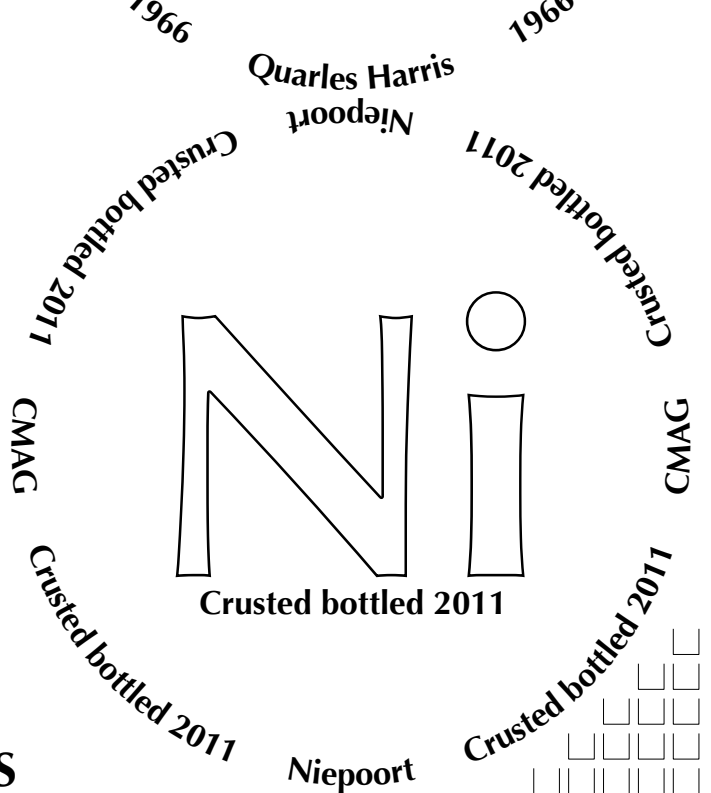 1966
1966
Quarles Harris
Niepoort
Crusted bottled 2011
Crusted bottled 2011
CMAG
CMAG
Ni
Crusted bottled 2011
Crusted bottled 2011
Crusted bottled 2011
Niepoort
s